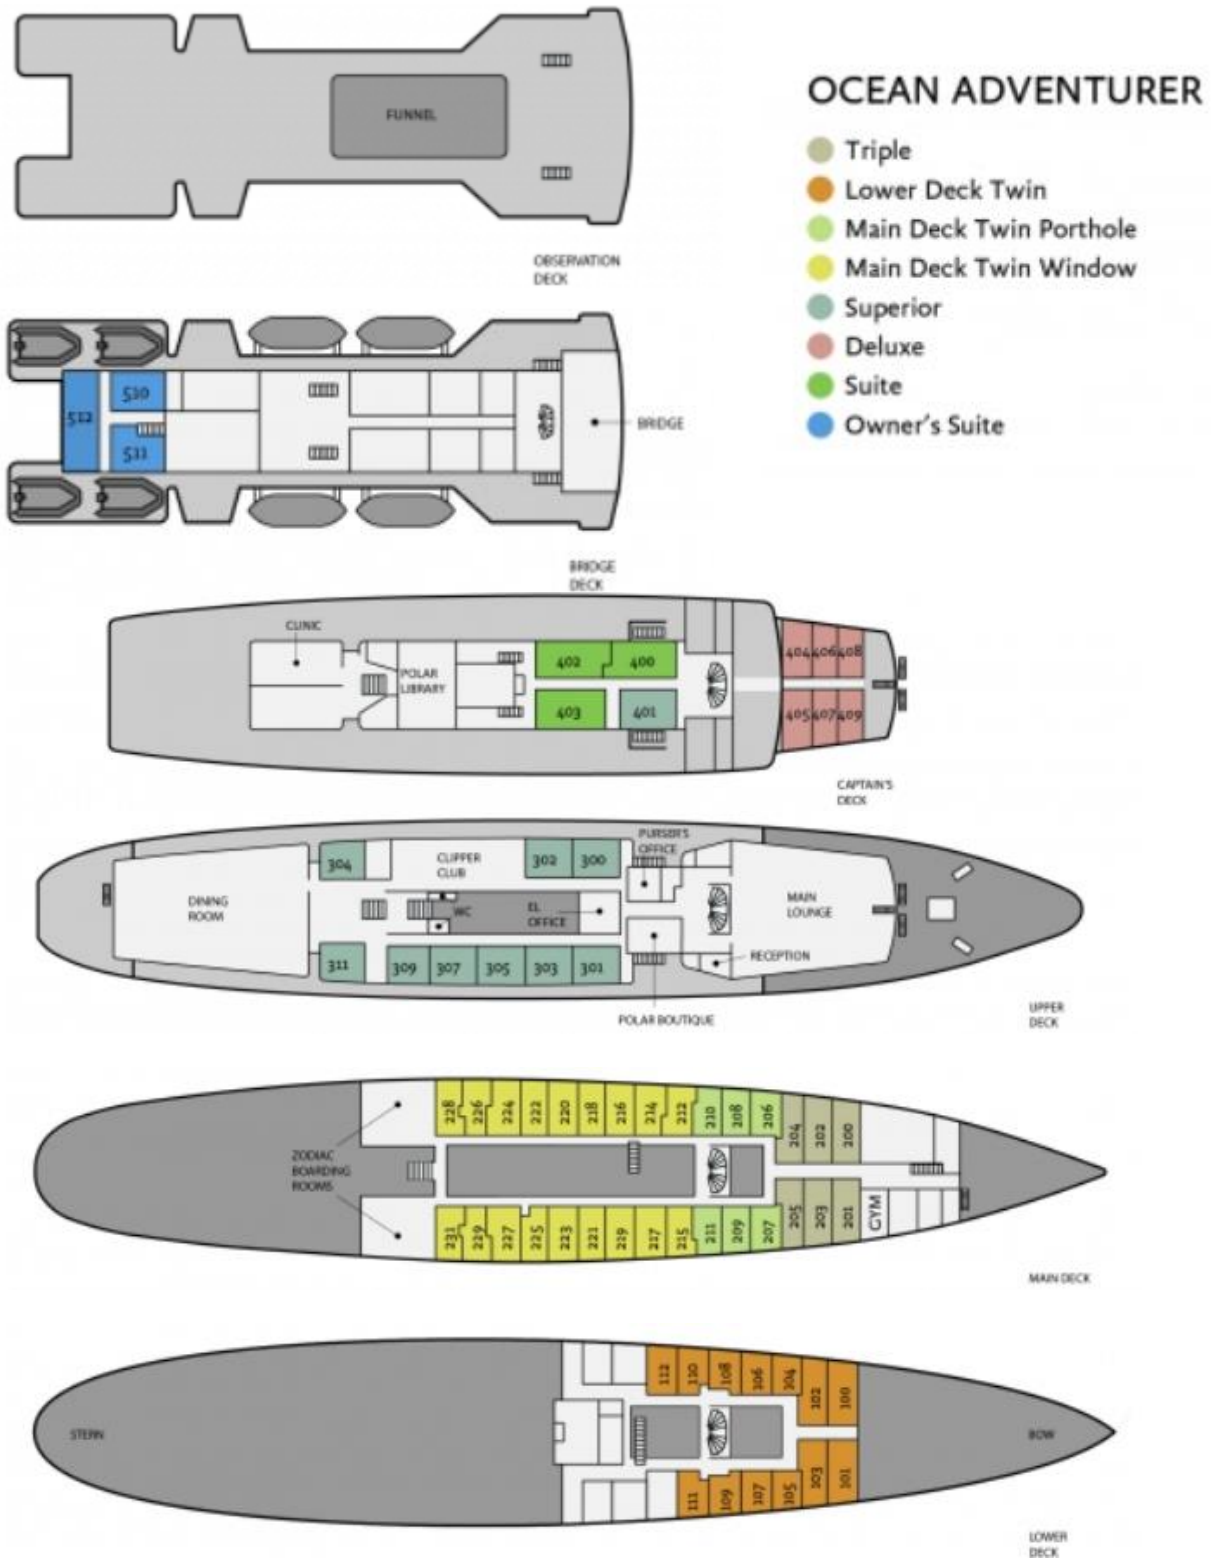 FUNNEL
OBSERVATION
DECK
OCEAN ADVENTURER
Triple
Lower Deck Twin
Main Deck Twin Porthole
Main Deck Twin Window
Superior
Deluxe
Suite
Owner's Suite
512
510
511
BRIDGE
BRIDGE
DECK
CLINIC
POLAR
LIBRARY
402
400
403
401
404
406
408
405
407
409
CAPTAIN'S
DECK
DINING
ROOM
304
CLIPPER
CLUB
302
300
PURSER'S
OFFICE
WC
EL
OFFICE
MAIN
LOUNGE
311
309
307
305
303
301
RECEPTION
POLAR BOUTIQUE
UPPER
DECK
228
226
224
222
220
218
216
214
212
210
208
206
204
202
200
ZODIAC
BOARDING
ROOMS
231
229
227
225
223
221
219
217
215
211
209
207
205
203
201
GYM
MAIN DECK
112
110
108
106
104
102
100
STERN
BOW
111
109
107
105
103
101
LOWER
DECK